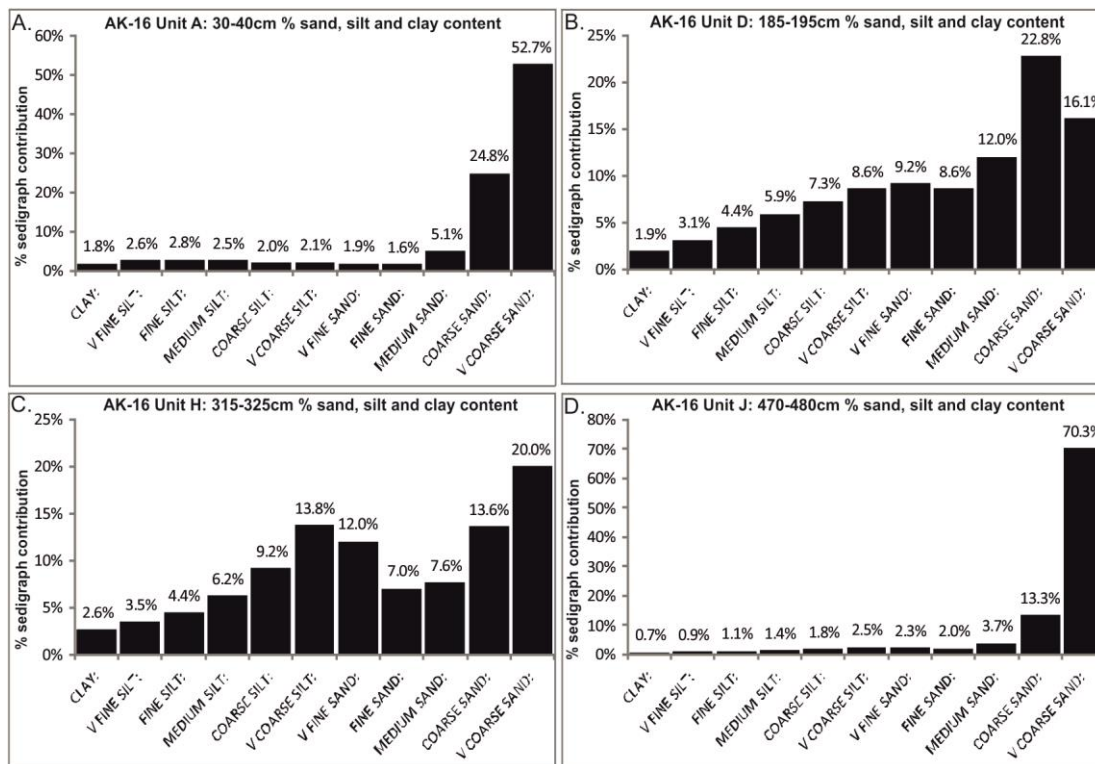 A. AK-16 Unit A: 30-40cm % sand, silt and clay content
% sedigraph contribution
60%
50%
40%
30%
20%
10%
0%
1.8%
2.6%
2.8%
2.5%
2.0%
2.1%
1.9%
1.6%
5.1%
24.8%
52.7%
CLAY:
V FINE SILT:
FINE SILT:
MEDIUM SILT:
COARSE SILT:
V COARSE SILT:
V FINE SAND:
FINE SAND:
MEDIUM SAND:
COARSE SAND:
V COARSE SAND:
B. AK-16 Unit D: 185-195cm % sand, silt and clay content
% sedigraph contribution
25%
20%
15%
10%
5%
0%
1.9%
3.1%
4.4%
5.9%
7.3%
8.6%
9.2%
8.6%
12.0%
22.8%
16.1%
CLAY:
V FINE SILT:
FINE SILT:
MEDIUM SILT:
COARSE SILT:
V COARSE SILT:
V FINE SAND:
FINE SAND:
MEDIUM SAND:
COARSE SAND:
V COARSE SAND:
C. AK-16 Unit H: 315-325cm % sand, silt and clay content
% sedigraph contribution
25%
20%
15%
10%
5%
0%
2.6%
3.5%
4.4%
6.2%
9.2%
13.8%
12.0%
7.0%
7.6%
13.6%
20.0%
CLAY:
V FINE SILT:
FINE SILT:
MEDIUM SILT:
COARSE SILT:
V COARSE SILT:
V FINE SAND:
FINE SAND:
MEDIUM SAND:
COARSE SAND:
V COARSE SAND:
D. AK-16 Unit J: 470-480cm % sand, silt and clay content
% sedigraph contribution
80%
70%
60%
50%
40%
30%
20%
10%
0%
0.7%
0.9%
1.1%
1.4%
1.8%
2.5%
2.3%
2.0%
3.7%
13.3%
70.3%
CLAY:
V FINE SILT:
FINE SILT:
MEDIUM SILT:
COARSE SILT:
V COARSE SILT:
V FINE SAND:
FINE SAND:
MEDIUM SAND:
COARSE SAND:
V COARSE SAND: